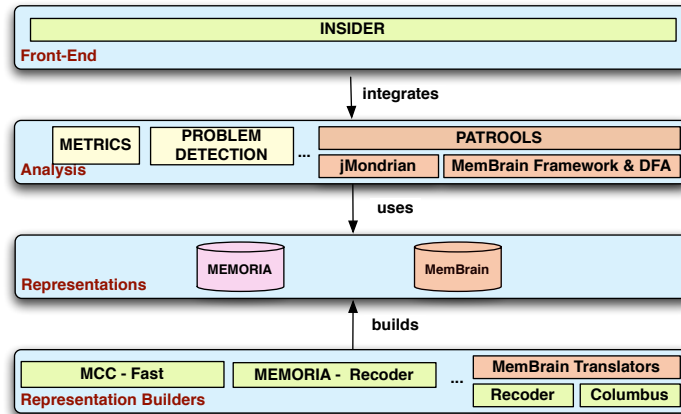 INSIDER
Front-End
integrates
METRICS
PROBLEM
DETECTION
...
PATROOLS
jMondrian
MemBrain Framework & DFA
Analysis
uses
MEMORIA
MemBrain
Representations
builds
MCC - Fast
MEMORIA - Recoder
...
MemBrain Translators
Recoder
Columbus
Representation Builders